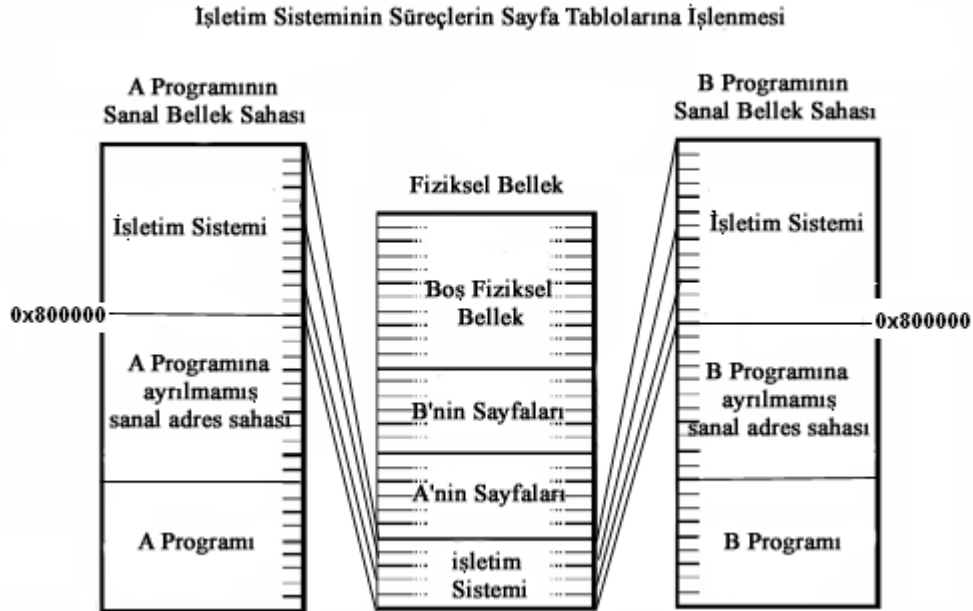 İşletim Sisteminin Süreçlerin Sayfa Tablolarına İşlenmesi
A Programının
Sanal Bellek Sahası
İşletim Sistemi
0x800000
A Programına
ayrılmamış
sanal adres sahası
A Programı
Fiziksel Bellek
Boş Fiziksel
Bellek
B'nin Sayfaları
A'nin Sayfaları
işletim
Sistemi
B Programının
Sanal Bellek Sahası
İşletim Sistemi
0x800000
B Programına
ayrılmamış
sanal adres sahası
B Programı